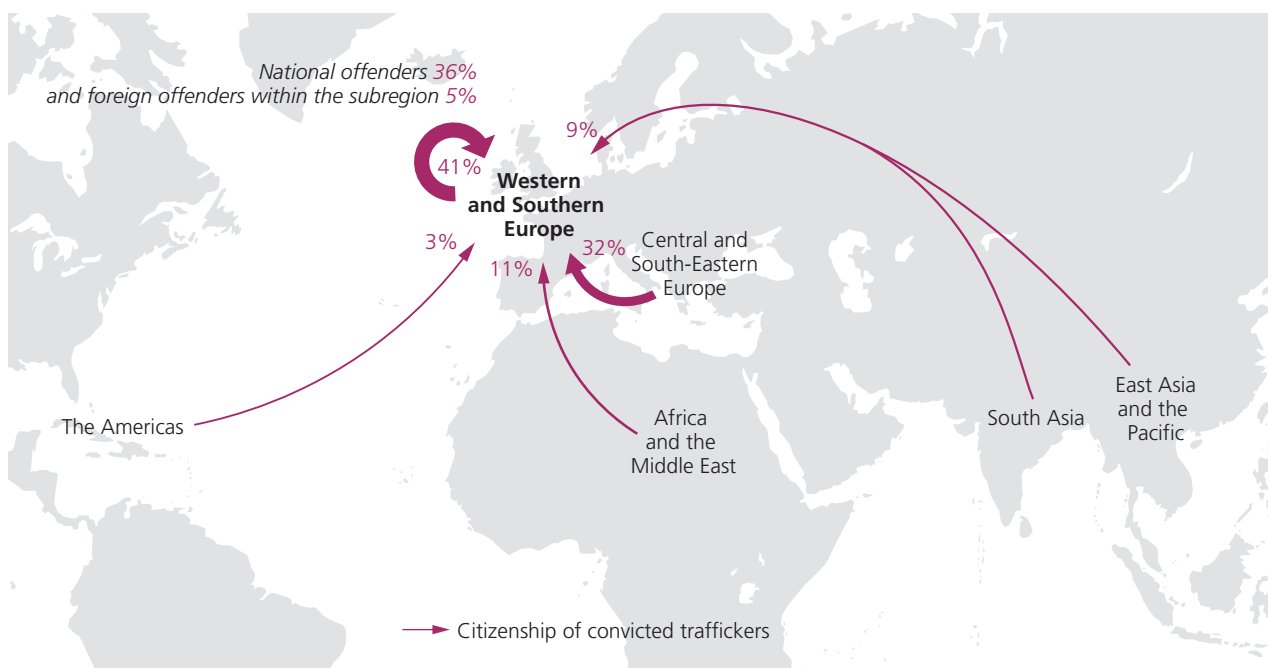 National offenders 36%
and foreign offenders within the subregion 5%
9%
41%
Western
and Southern
Europe
3%
11%
32%
Central and
South-Eastern
Europe
The Americas
Africa
and the
Middle East
South Asia
East Asia
and the
Pacific
Citizenship of convicted traffickers